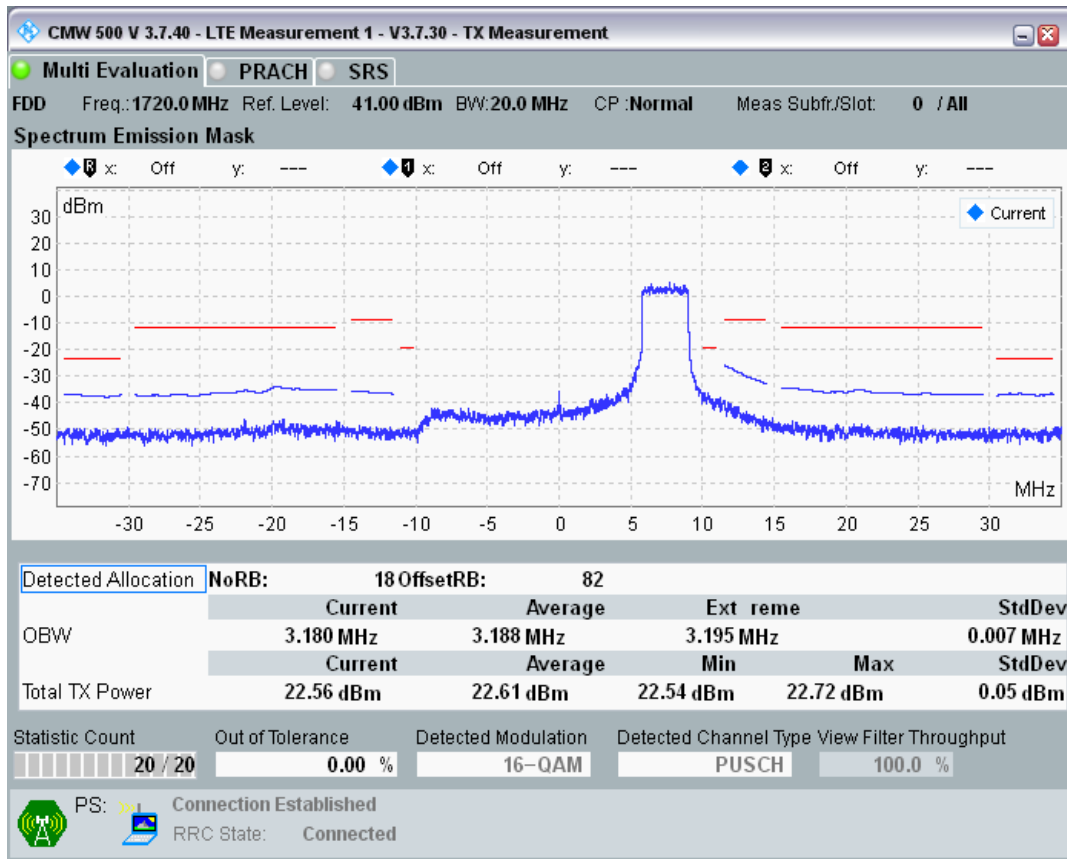 CMW 500 V 3.7.40 - LTE Measurement 1 - V3.7.30 - TX Measurement
Multi Evaluation PRACH SRS
FDD Freq.:1720.0 MHz Ref. Level: 41.00 dBm BW:20.0 MHz CP :Normal Meas Subfr./Slot: 0 / All
Spectrum Emission Mask
R x: Off y: --- 1 x: Off y: --- 2 x: Off y: ---
dBm
Current
30
20
10
0
-10
-20
-30
-40
-50
-60
-70
MHz
-30 -25 -20 -15 -10 -5 0 5 10 15 20 25 30
Detected Allocation NoRB: 18 OffsetRB: 82
Current Average Ext reme StdDev
OBW 3.180 MHz 3.188 MHz 3.195 MHz 0.007 MHz
Current Average Min Max StdDev
Total TX Power 22.56 dBm 22.61 dBm 22.54 dBm 22.72 dBm 0.05 dBm
Statistic Count Out of Tolerance Detected Modulation Detected Channel Type View Filter Throughput
20 / 20 0.00 % 16-QAM PUSCH 100.0 %
PS: Connection Established
RRC State: Connected